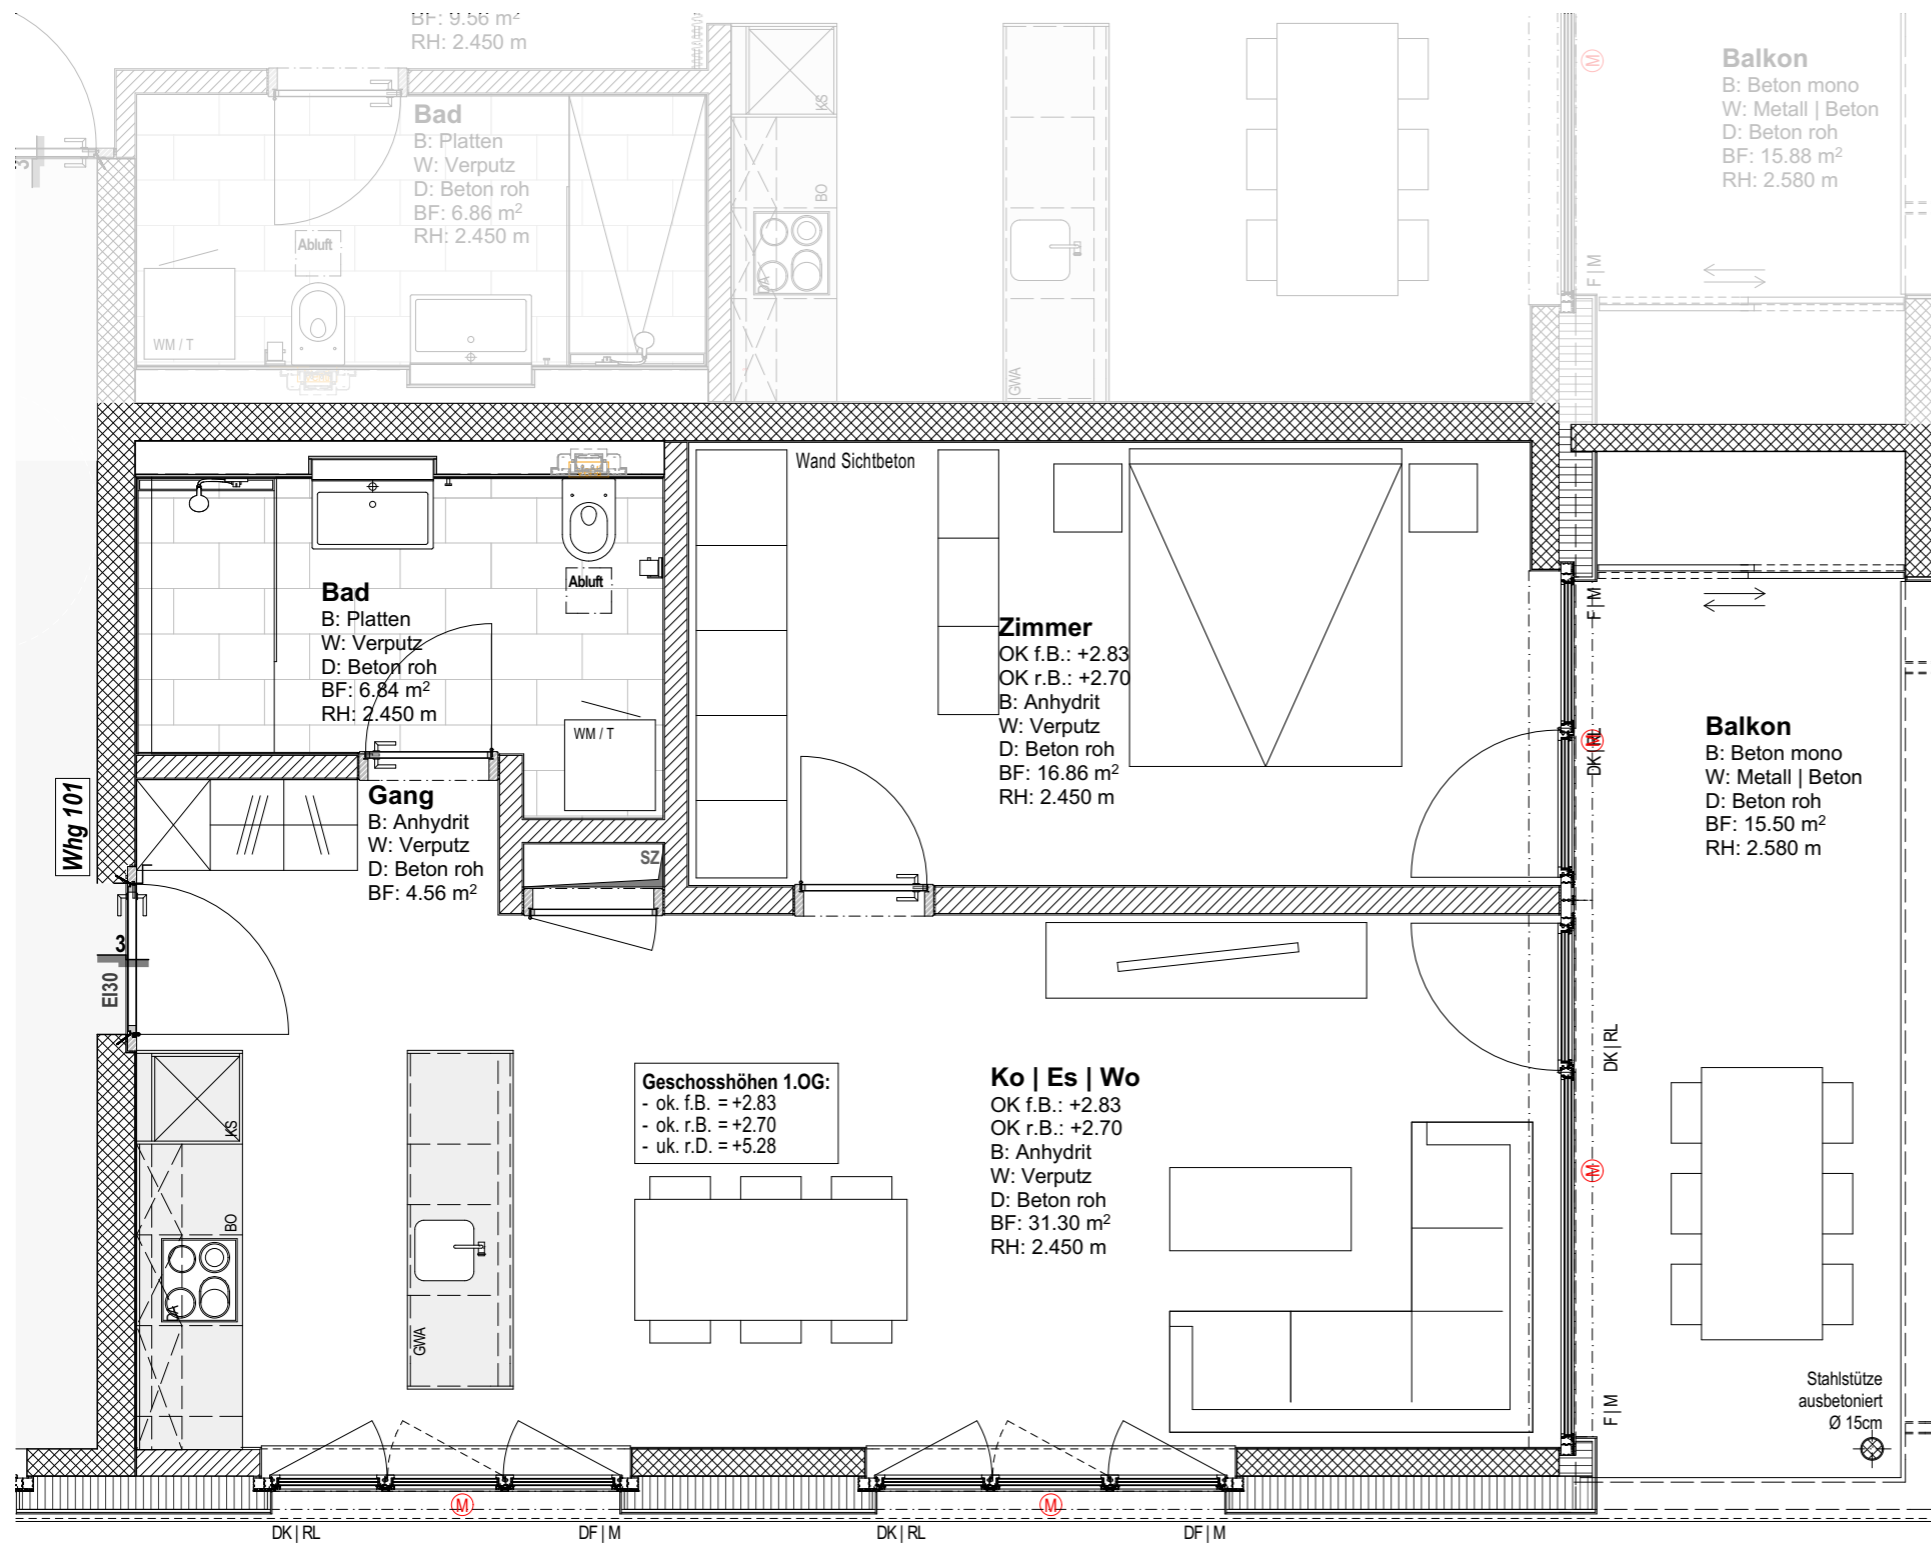 BF: 9.56 m²
RH: 2.450 m
Bad
B: Platten
W: Verputz
D: Beton roh
BF: 6.86 m²
RH: 2.450 m
Abluft
WM / T
KS
BO
DA
GWA
M
F | M
Balkon
B: Beton mono
W: Metall | Beton
D: Beton roh
BF: 15.88 m²
RH: 2.580 m
3
Wand Sichtbeton
Bad
B: Platten
W: Verputz
D: Beton roh
BF: 6.84 m²
RH: 2.450 m
Abluft
WM / T
Zimmer
OK f.B.: +2.83
OK r.B.: +2.70
B: Anhydrit
W: Verputz
D: Beton roh
BF: 16.86 m²
RH: 2.450 m
F | M
DK | RL
M
Balkon
B: Beton mono
W: Metall | Beton
D: Beton roh
BF: 15.50 m²
RH: 2.580 m
Whg 101
Gang
B: Anhydrit
W: Verputz
D: Beton roh
BF: 4.56 m²
SZ
3
EI30
KS
BO
DA
GWA
Geschosshöhen 1.OG:
- ok. f.B. = +2.83
- ok. r.B. = +2.70
- uk. r.D. = +5.28
Ko | Es | Wo
OK f.B.: +2.83
OK r.B.: +2.70
B: Anhydrit
W: Verputz
D: Beton roh
BF: 31.30 m²
RH: 2.450 m
DK | RL
M
F | M
Stahlstütze
ausbetoniert
Ø 15cm
M
M
DK | RL
DF | M
DK | RL
DF | M